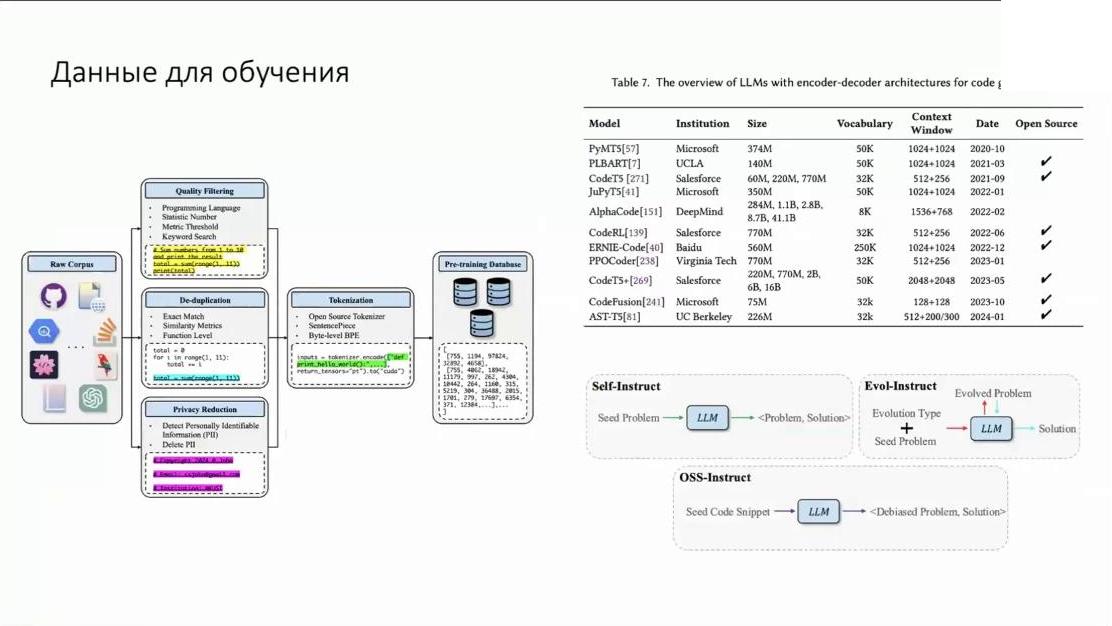 Данные для обучения
Quality Filtering
• Programming Language
• Statistic Number
• Metric Threshold
• Keyword Search
# Sum numbers from 1 to 10
and print the result
total = sum(range(1, 11))
print(total)
Raw Corpus
...
De-duplication
• Exact Match
• Similarity Metrics
• Function Level
total = 0
for i in range(1, 11):
total += i
total = sum(range(1, 11))
Privacy Reduction
• Detect Personally Identifiable
Information (PII)
• Delete PII
Tokenization
• Open Source Tokenizer
• SentencePiece
• Byte-level BPE
inputs = tokenizer.encode(["def
print_hello_world():",...],
return_tensors="pt").to("cuda")
Pre-training Database
[
[755, 1194, 97824,
32892, 4658],
[755, 4062, 18942,
11179, 997, 262, 4304,
10442, 264, 1160, 315,
5219, 304, 36488, 2015,
1701, 279, 17697, 6354,
371, 12384,...],...
]
Table 7. The overview of LLMs with encoder-decoder architectures for code g
Model Institution Size Vocabulary Context Window Date Open Source
PyMT5[57] Microsoft 374M 50K 1024+1024 2020-10
PLBART[7] UCLA 140M 50K 1024+1024 2021-03 ✔
CodeT5 [271] Salesforce 60M, 220M, 770M 32K 512+256 2021-09 ✔
JuPyT5[41] Microsoft 350M 50K 1024+1024 2022-01
AlphaCode[151] DeepMind 284M, 1.1B, 2.8B, 8.7B, 41.1B 8K 1536+768 2022-02
CodeRL[139] Salesforce 770M 32K 512+256 2022-06 ✔
ERNIE-Code[40] Baidu 560M 250K 1024+1024 2022-12 ✔
PPOCoder[238] Virginia Tech 770M 32K 512+256 2023-01
CodeT5+[269] Salesforce 220M, 770M, 2B, 6B, 16B 50K 2048+2048 2023-05 ✔
CodeFusion[241] Microsoft 75M 32k 128+128 2023-10 ✔
AST-T5[81] UC Berkeley 226M 32k 512+200/300 2024-01 ✔
Self-Instruct
Seed Problem LLM <Problem, Solution>
Evol-Instruct
Evolved Problem
Evolution Type
+
Seed Problem
LLM
Solution
OSS-Instruct
Seed Code Snippet LLM <Debiased Problem, Solution>